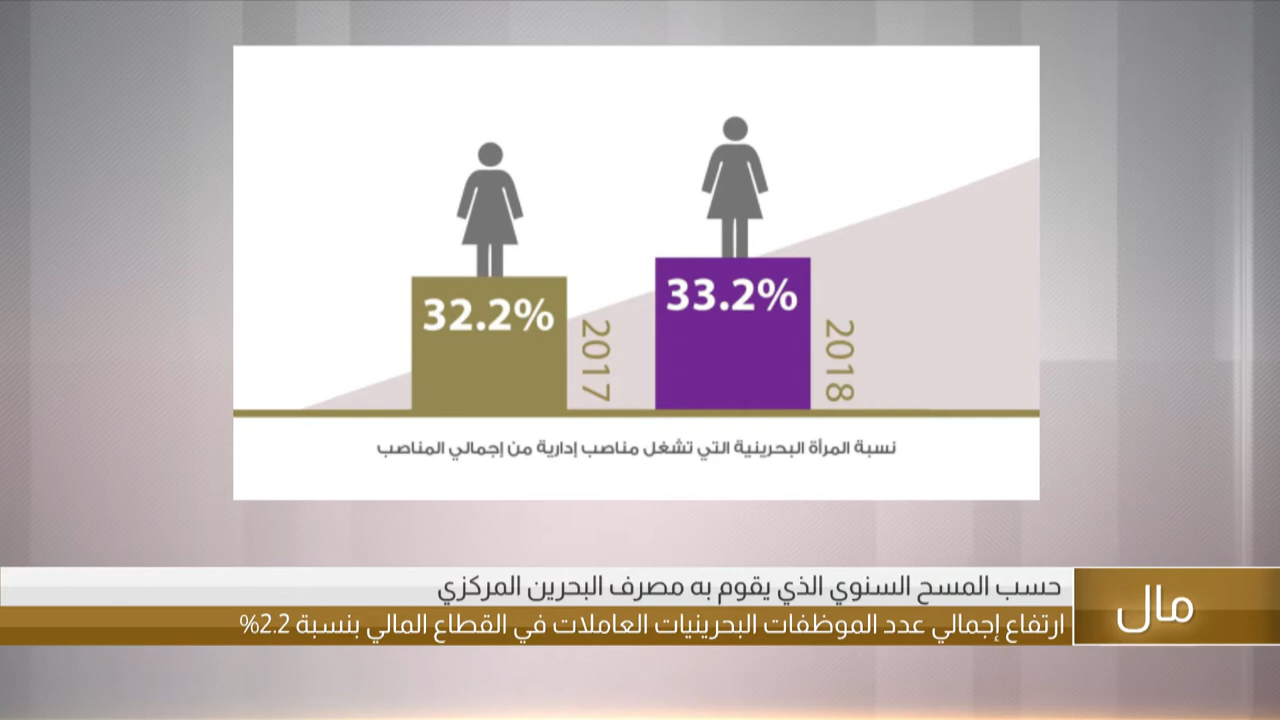 33.2%
32.2%
2017
2018
نسبة المرأة البحرينية التي تشغل مناصب إدارية من إجمالي المناصب
حسب المسح السنوي الذي يقوم به مصرف البحرين المركزي
مال
ارتفاع إجمالي عدد الموظفات البحرينيات العاملات في القطاع المالي بنسبة 2.2%